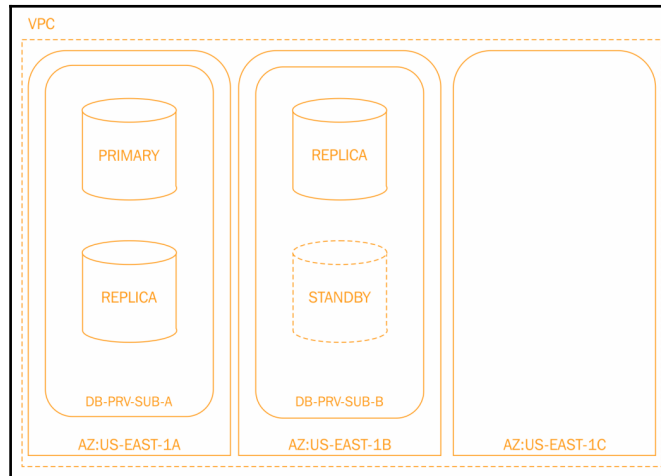 VPC
PRIMARY
REPLICA
REPLICA
STANDBY
DB-PRV-SUB-A
DB-PRV-SUB-B
AZ:US-EAST-1A
AZ:US-EAST-1B
AZ:US-EAST-1C